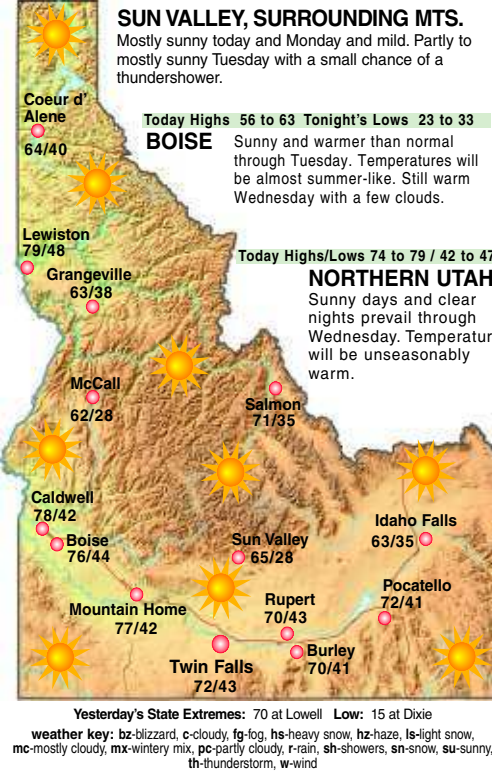 SUN VALLEY, SURROUNDING MTS.
Mostly sunny today and Monday and mild. Partly to
mostly sunny Tuesday with a small chance of a
thundershower.
Today Highs 56 to 63 Tonight's Lows 23 to 33
BOISE
Sunny and warmer than normal
through Tuesday. Temperatures will
be almost summer-like. Still warm
Wednesday with a few clouds.
Today Highs/Lows 74 to 79 / 42 to 47
NORTHERN UTAH
Sunny days and clear
nights prevail through
Wednesday. Temperatur
will be unseasonably
warm.
Coeur d'
Alene
64/40
Lewiston
79/48
Grangeville
63/38
McCall
62/28
Salmon
71/35
Caldwell
78/42
Boise
76/44
Sun Valley
65/28
Idaho Falls
63/35
Pocatello
72/41
Mountain Home
77/42
Rupert
70/43
Burley
70/41
Twin Falls
72/43
Yesterday's State Extremes: 70 at Lowell Low: 15 at Dixie
weather key: bz-blizzard, c-cloudy, fg-fog, hs-heavy snow, hz-haze, ls-light snow,
mc-mostly cloudy, mx-wintery mix, pc-partly cloudy, r-rain, sh-showers, sn-snow, su-sunny,
th-thunderstorm, w-wind